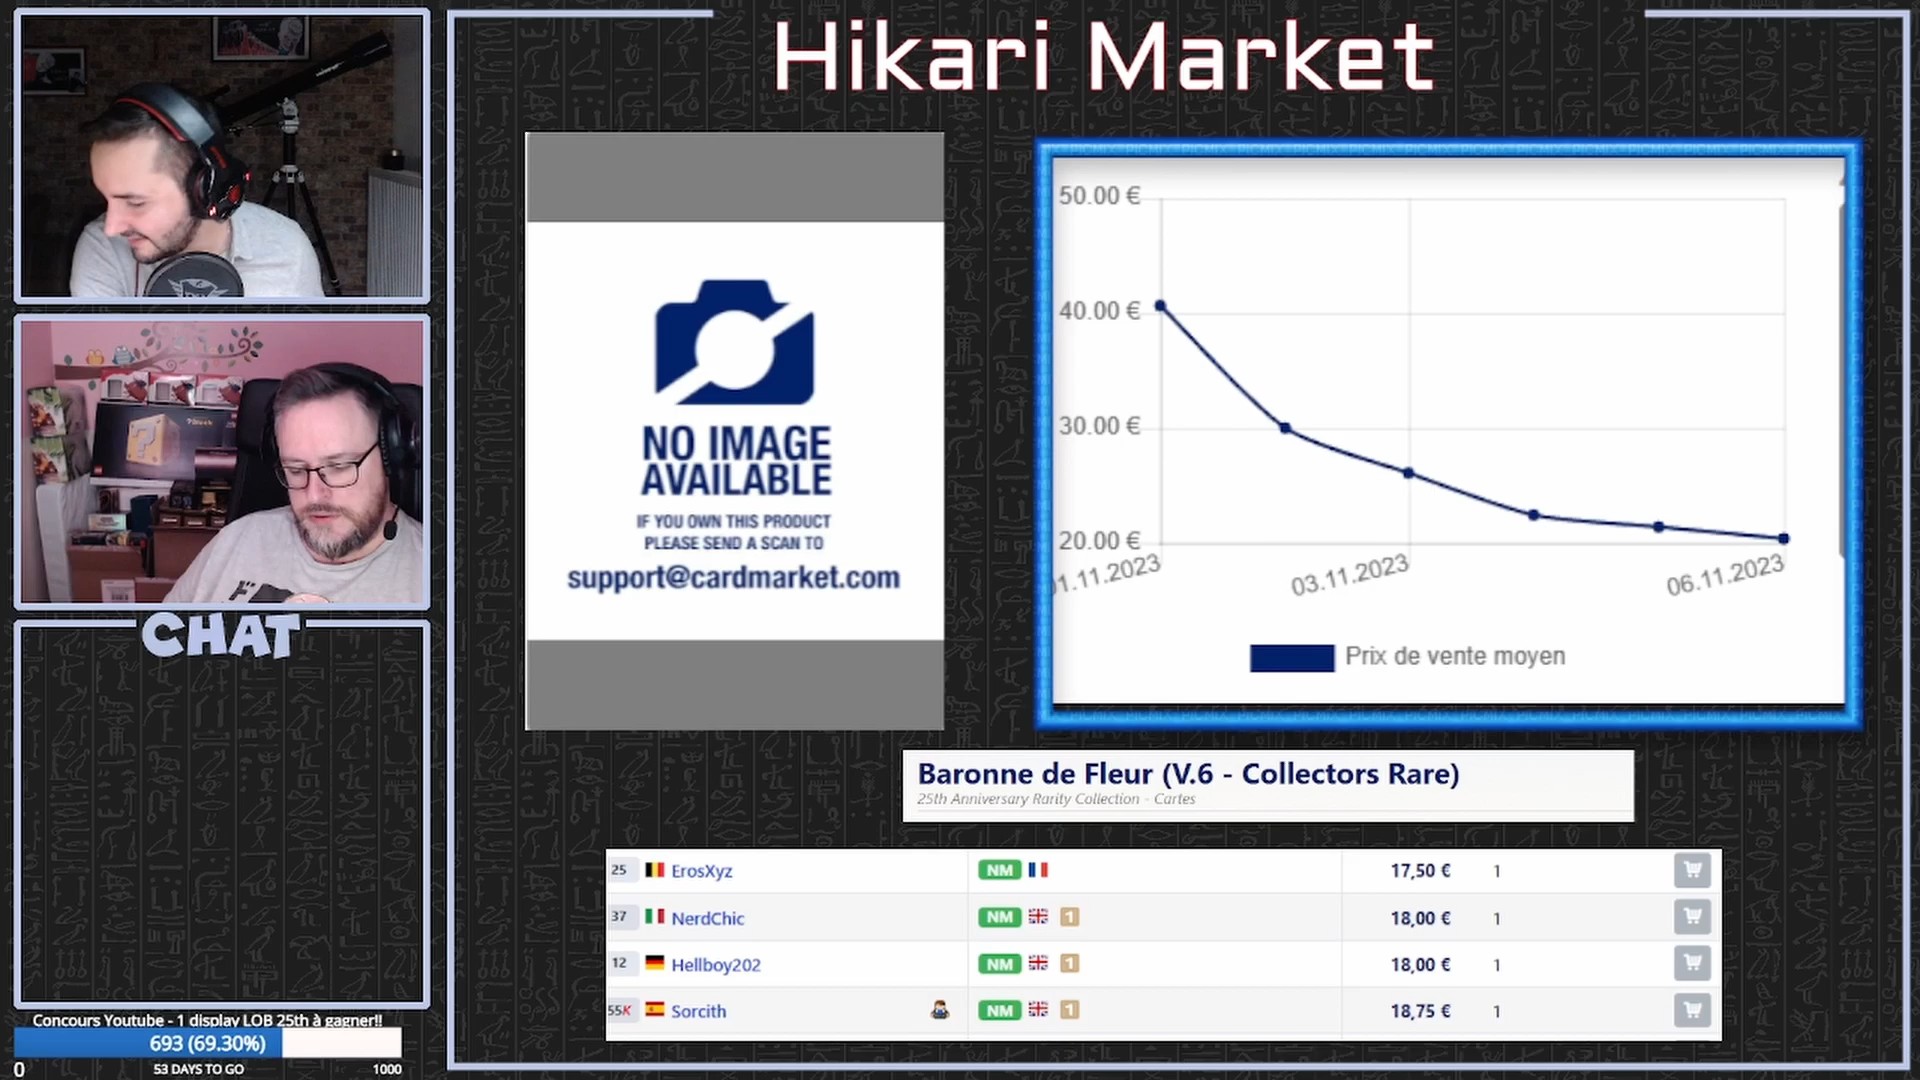 Hikari Market
NO IMAGE
AVAILABLE
IF YOU OWN THIS PRODUCT
PLEASE SEND A SCAN TO
support@cardmarket.com
50.00 €
40.00 €
30.00 €
20.00 €
1.11.2023
03.11.2023
06.11.2023
Prix de vente moyen
CHAT
Baronne de Fleur (V.6 - Collectors Rare)
25th Anniversary Rarity Collection - Cartes
25 ErosXyz NM 17,50 € 1
37 NerdChic NM 1 18,00 € 1
12 Hellboy202 NM 1 18,00 € 1
55K Sorcith NM 1 18,75 € 1
Concours Youtube - 1 display LOB 25th à gagner!!
693 (69.30%)
0 53 DAYS TO GO 1000